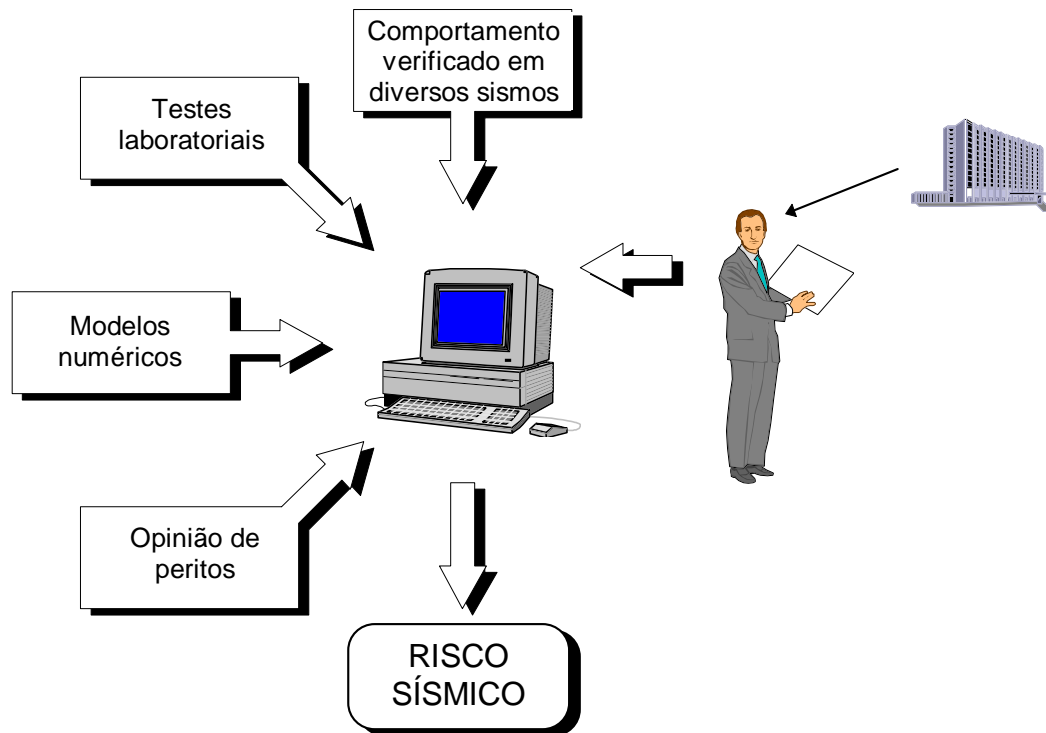 Comportamento
verificado em
diversos sismos
Testes
laboratoriais
Modelos
numéricos
Opinião de
peritos
RISCO
SÍSMICO